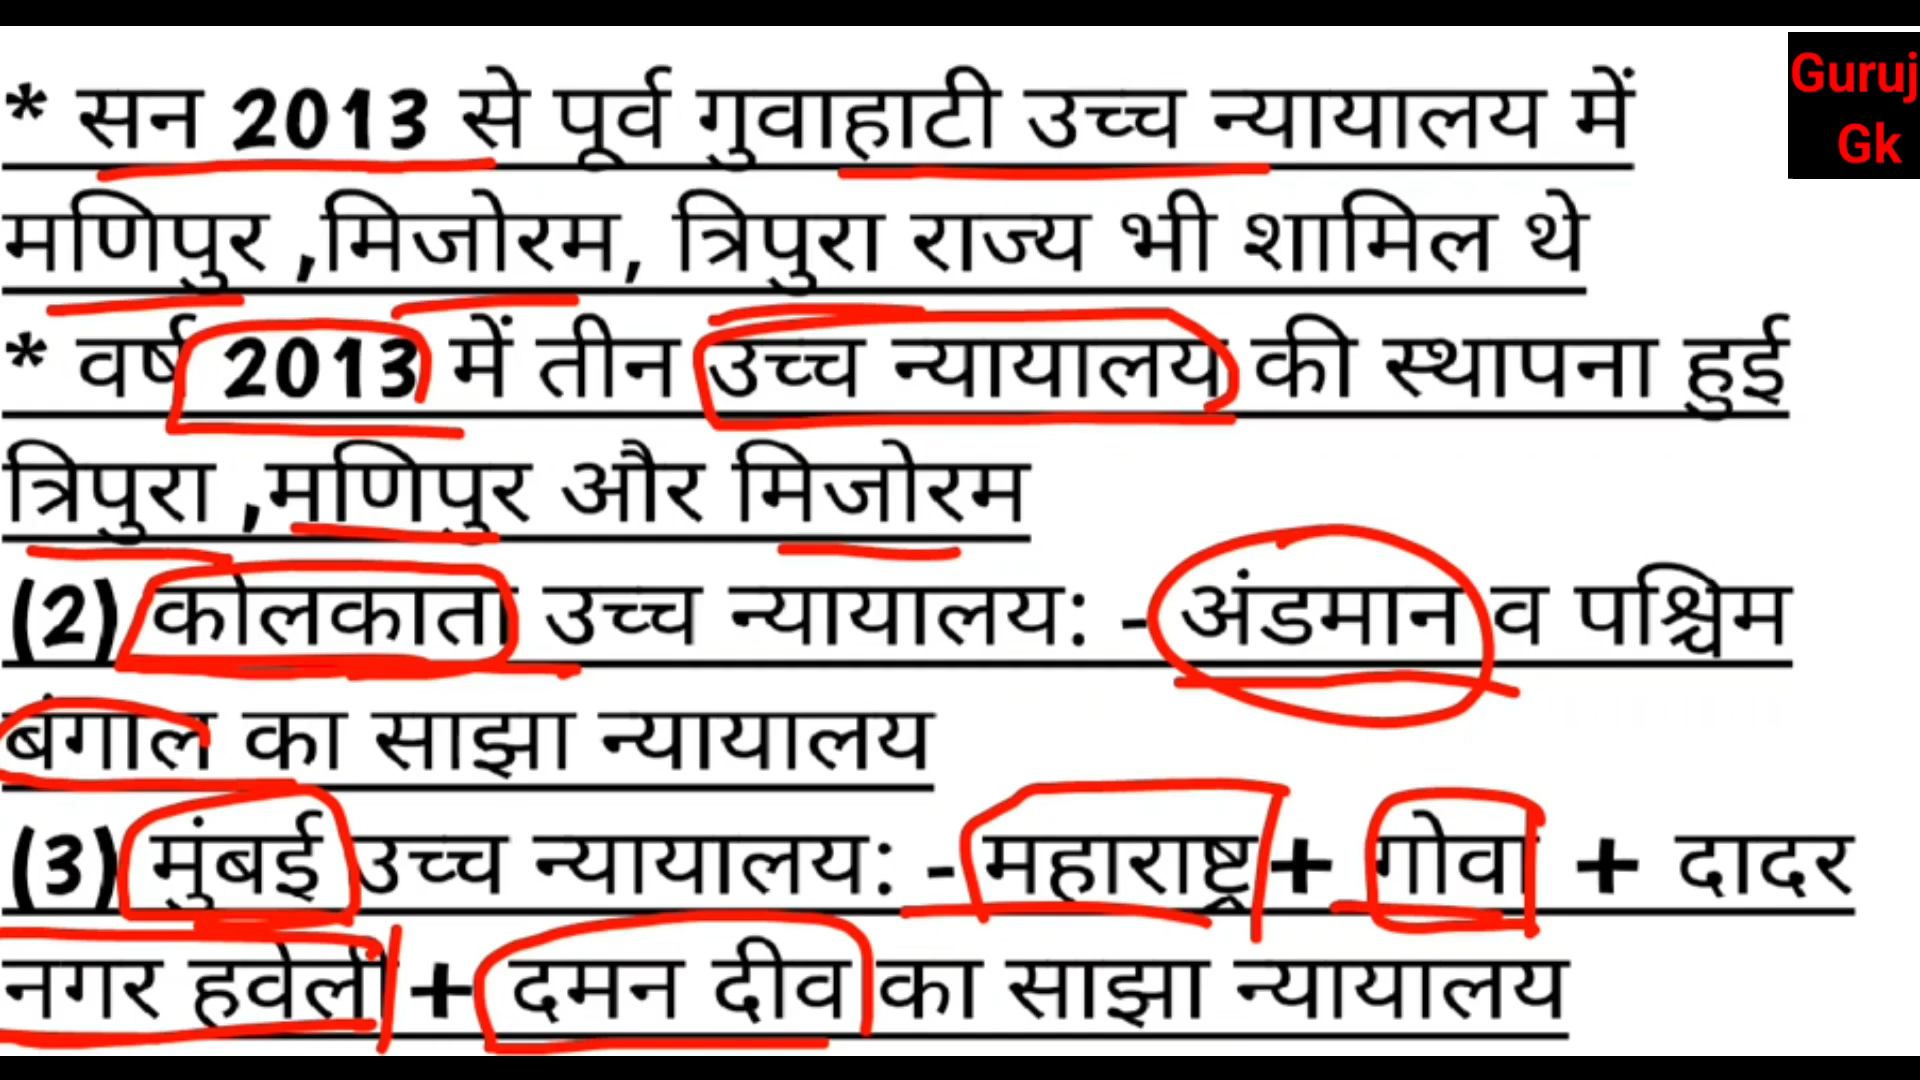 * सन 2013 से पूर्व गुवाहाटी उच्च न्यायालय में
मणिपुर ,मिजोरम, त्रिपुरा राज्य भी शामिल थे
* वर्ष 2013 में तीन उच्च न्यायालय की स्थापना हुई
त्रिपुरा ,मणिपुर और मिजोरम
(2) कोलकाता उच्च न्यायालय: - अंडमान व पश्चिम
बंगाल का साझा न्यायालय
(3) मुंबई उच्च न्यायालय: - महाराष्ट्र+ गोवा + दादर
नगर हवेली + दमन दीव का साझा न्यायालय
Guruj
Gk